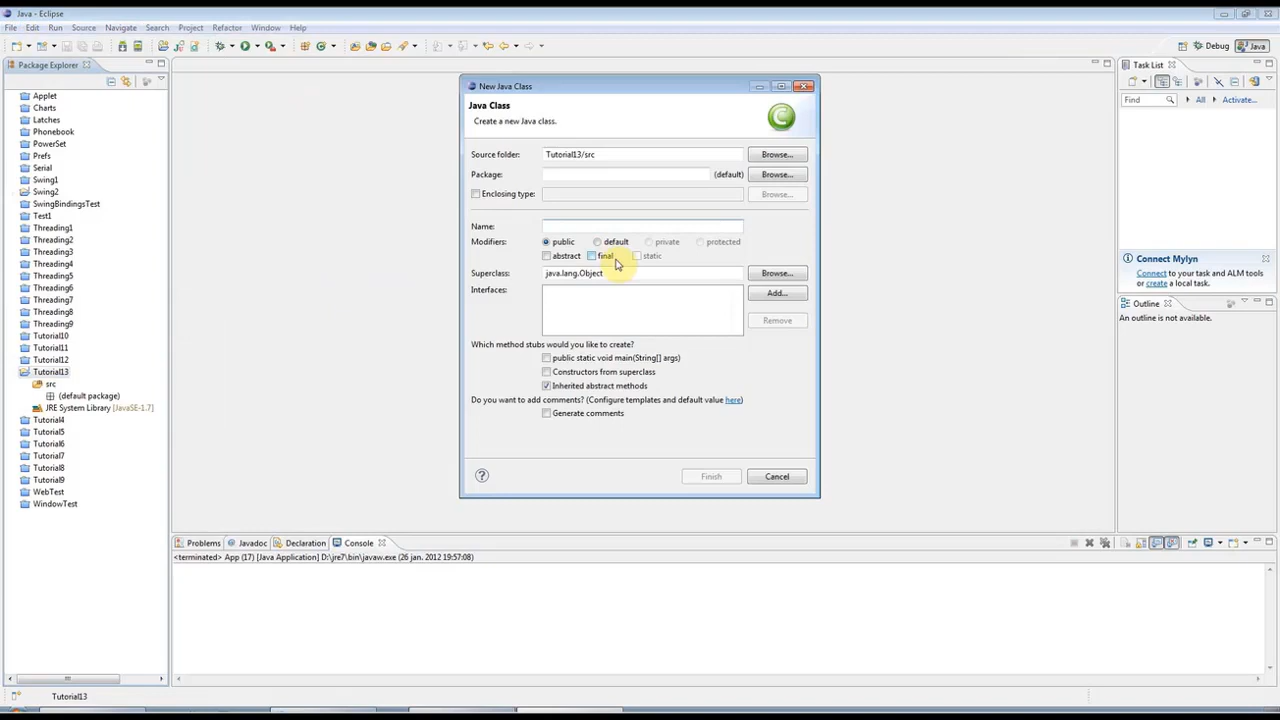 Java - Eclipse
File Edit Run Source Navigate Search Project Refactor Window Help
Debug Java
Package Explorer
Applet
Charts
Latches
Phonebook
PowerSet
Prefs
Serial
Swing1
Swing2
SwingBindingsTest
Test1
Threading1
Threading2
Threading3
Threading4
Threading5
Threading6
Threading7
Threading8
Threading9
Tutorial10
Tutorial11
Tutorial12
Tutorial13
src
(default package)
JRE System Library [JavaSE-1.7]
Tutorial4
Tutorial5
Tutorial6
Tutorial7
Tutorial8
Tutorial9
WebTest
WindowTest
New Java Class
Java Class
Create a new Java class.
C
Source folder: Tutorial13/src Browse...
Package: (default) Browse...
Enclosing type: Browse...
Name:
Modifiers: public default private protected
abstract final static
Superclass: java.lang.Object Browse...
Interfaces: Add...
Remove
Which method stubs would you like to create?
public static void main(String[] args)
Constructors from superclass
Inherited abstract methods
Do you want to add comments? (Configure templates and default value here)
Generate comments
? Finish Cancel
Task List
Find All Activate...
Connect Mylyn
Connect to your task and ALM tools
or create a local task.
Outline
An outline is not available.
Problems Javadoc Declaration Console
<terminated> App (17) [Java Application] D:\jre7\bin\javaw.exe (26 jan. 2012 19:57:08)
Tutorial13